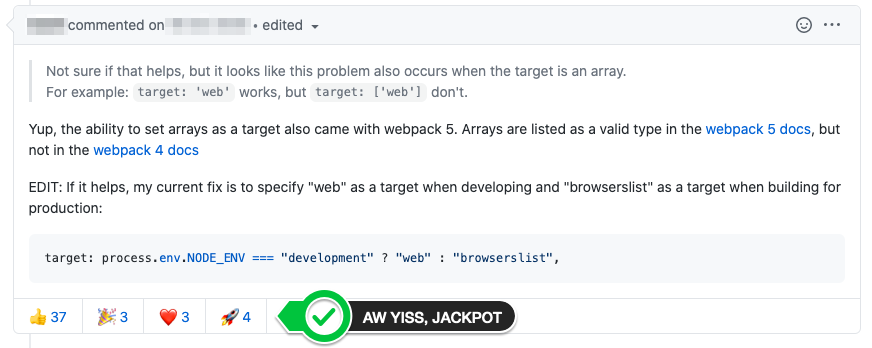 commented on • edited
Not sure if that helps, but it looks like this problem also occurs when the target is an array.
For example: target: 'web' works, but target: ['web'] don't.
Yup, the ability to set arrays as a target also came with webpack 5. Arrays are listed as a valid type in the webpack 5 docs, but
not in the webpack 4 docs
EDIT: If it helps, my current fix is to specify "web" as a target when developing and "browserslist" as a target when building for
production:
target: process.env.NODE_ENV === "development" ? "web" : "browserslist",
👍 37 🎉 3 ❤️ 3 🚀 4 AW YISS, JACKPOT